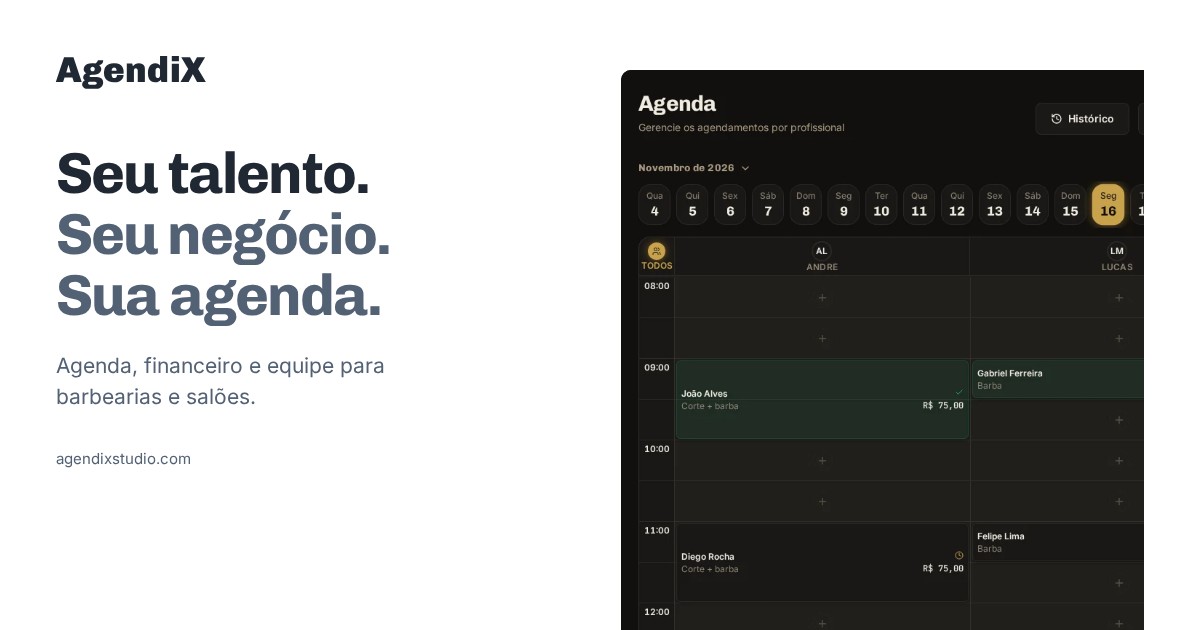 AgendiX
Seu talento.
Seu negócio.
Sua agenda.
Agenda, financeiro e equipe para
barbearias e salões.
agendixstudio.com
Agenda
Gerencie os agendamentos por profissional
Histórico
Novembro de 2026
Qua Qui Sex Sáb Dom Seg Ter Qua Qui Sex Sáb Dom Seg
4 5 6 7 8 9 10 11 12 13 14 15 16
AL LM
TODOS ANDRE LUCAS
08:00
09:00
João Alves
Corte + barba R$ 75,00
Gabriel Ferreira
Barba
10:00
11:00
Diego Rocha
Corte + barba R$ 75,00
Felipe Lima
Barba
12:00